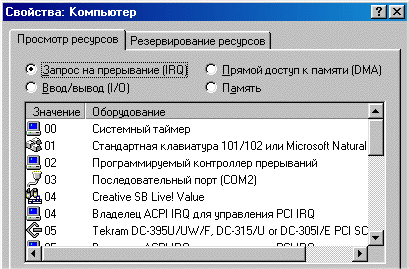 Свойства: Компьютер
Просмотр ресурсов Резервирование ресурсов
Запрос на прерывание (IRQ) Прямой доступ к памяти (DMA)
Ввод/вывод (I/O) Память
Значение Оборудование
00 Системный таймер
01 Стандартная клавиатура 101/102 или Microsoft Natural
02 Программируемый контроллер прерываний
03 Последовательный порт (COM2)
04 Creative SB Live! Value
04 Владелец ACPI IRQ для управления PCI IRQ
05 Tekram DC-395U/UW/F, DC-315/U or DC-305I/E PCI SC